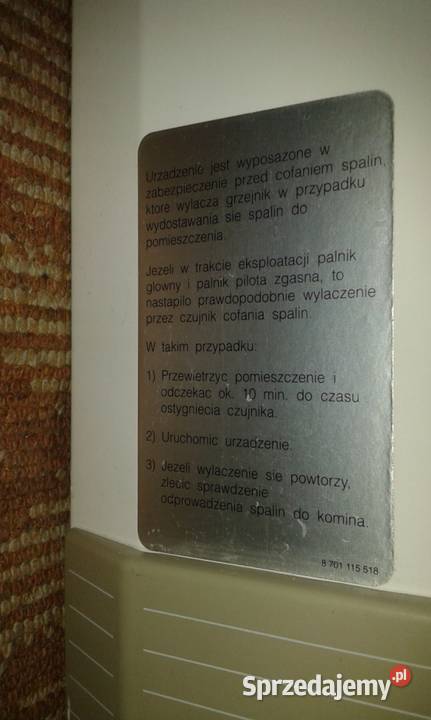 Urzadzenie jest wyposazone w
zabezpieczenie przed cofaniem spalin,
ktore wylacza grzejnik w przypadku
wydostawania sie spalin do
pomieszczenia.
Jezeli w trakcie eksploatacji palnik
glowny i palnik pilota zgasna, to
nastapilo prawdopodobnie wylaczenie
przez czujnik cofania spalin.
W takim przypadku:
1) Przewietrzyc pomieszczenie i
odczekac ok. 10 min. do czasu
ostygniecia czujnika.
2) Uruchomic urzadzenie.
3) Jezeli wylaczenie sie powtorzy,
zlecic sprawdzenie
odprowadzenia spalin do komina.
8 701 115 518
Sprzedajemy.pl